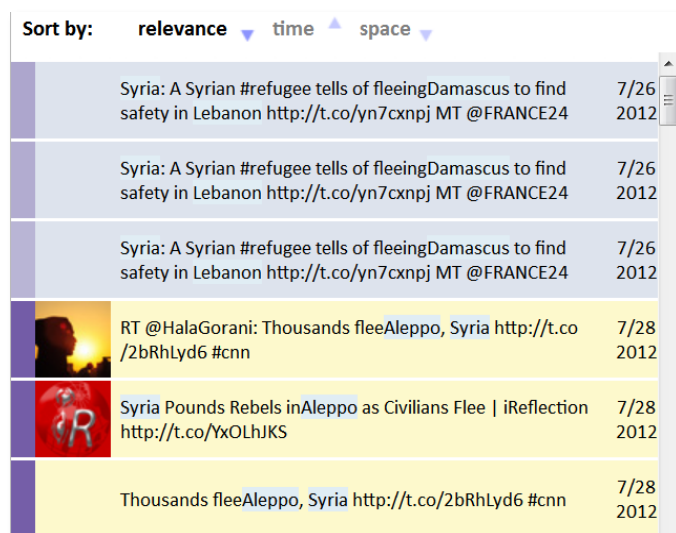 Sort by: relevance time space
Syria: A Syrian #refugee tells of fleeingDamascus to find
safety in Lebanon http://t.co/yn7cxnpj MT @FRANCE24
7/26
2012
Syria: A Syrian #refugee tells of fleeingDamascus to find
safety in Lebanon http://t.co/yn7cxnpj MT @FRANCE24
7/26
2012
Syria: A Syrian #refugee tells of fleeingDamascus to find
safety in Lebanon http://t.co/yn7cxnpj MT @FRANCE24
7/26
2012
RT @HalaGorani: Thousands fleeAleppo, Syria http://t.co
/2bRhLyd6 #cnn
7/28
2012
R
Syria Pounds Rebels inAleppo as Civilians Flee | iReflection
http://t.co/YxOLhJKS
7/28
2012
Thousands fleeAleppo, Syria http://t.co/2bRhLyd6 #cnn
7/28
2012